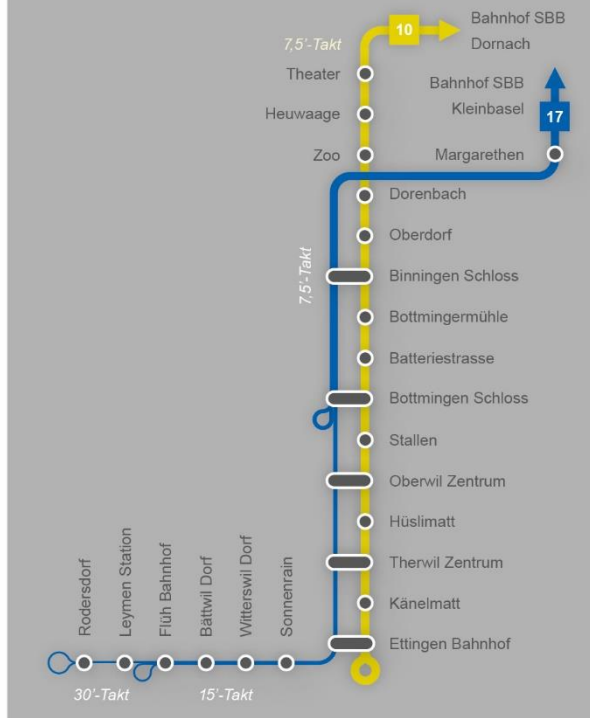 10
Bahnhof SBB
Dornach
7,5'-Takt
Theater
Bahnhof SBB
Kleinbasel
17
Heuwaage
Zoo
Margarethen
Dorenbach
Oberdorf
7,5'-Takt
Binningen Schloss
Bottmingermühle
Batteriestrasse
Bottmingen Schloss
Stallen
Oberwil Zentrum
Hüslimatt
Therwil Zentrum
Känelmatt
Ettingen Bahnhof
Rodersdorf
Leymen Station
Flüh Bahnhof
Bättwil Dorf
Witterswil Dorf
Sonnenrain
30'-Takt
15'-Takt